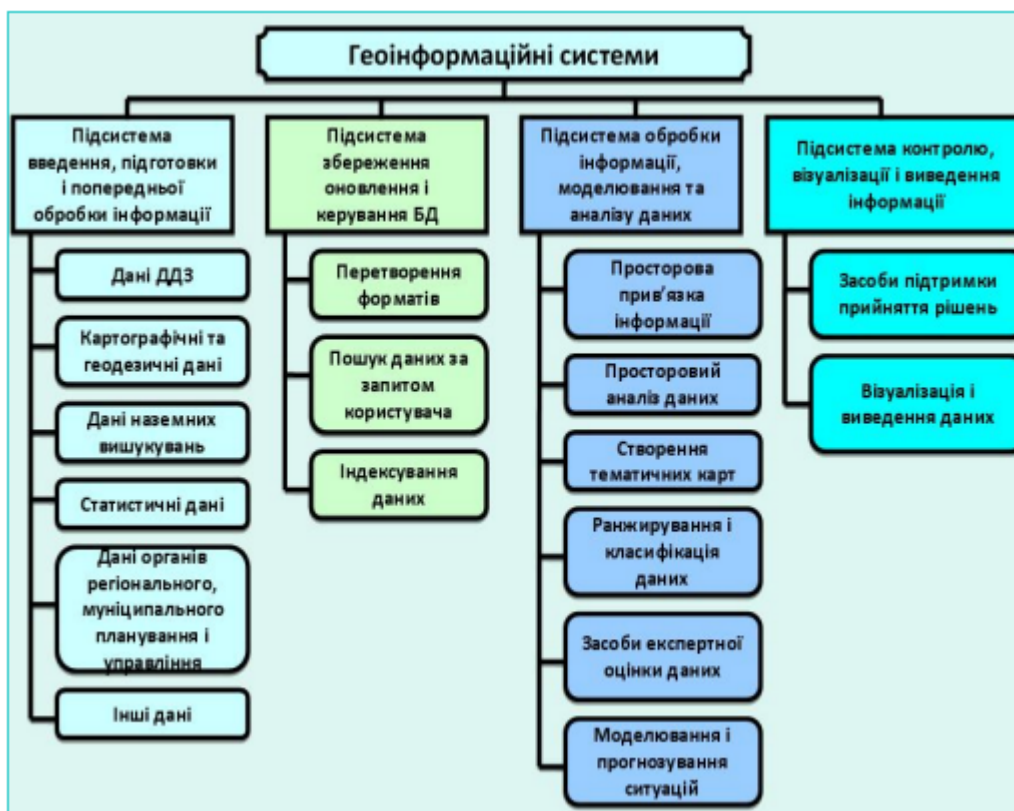 Геоінформаційні системи
Підсистема
введення, підготовки
і попередньої
обробки інформації
Дані ДДЗ
Картографічні та
геодезичні дані
Дані наземних
вишукувань
Статистичні дані
Дані органів
регіонального,
муніципального
планування і
управління
Інші дані
Підсистема
збереження
оновлення і
керування БД
Перетворення
форматів
Пошук даних за
запитом
користувача
Індексування
даних
Підсистема обробки
інформації,
моделювання та
аналізу даних
Просторова
прив’язка
інформації
Просторовий
аналіз даних
Створення
тематичних карт
Ранжирування і
класифікація
даних
Засоби експертної
оцінки даних
Моделювання і
прогнозування
ситуацій
Підсистема контролю,
візуалізації і виведення
інформації
Засоби підтримки
прийняття рішень
Візуалізація і
виведення даних